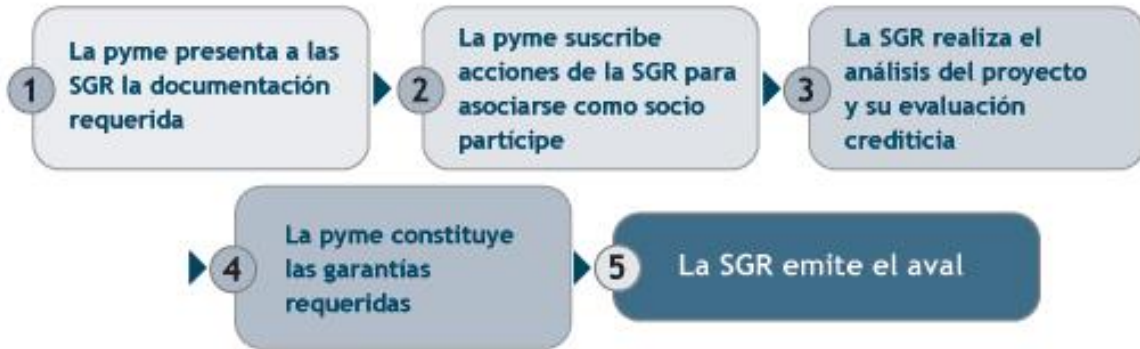 1
La pyme presenta a las
SGR la documentación
requerida
2
La pyme suscribe
acciones de la SGR para
asociarse como socio
partícipe
3
La SGR realiza el
análisis del proyecto
y su evaluación
crediticia
4
La pyme constituye
las garantías
requeridas
5
La SGR emite el aval